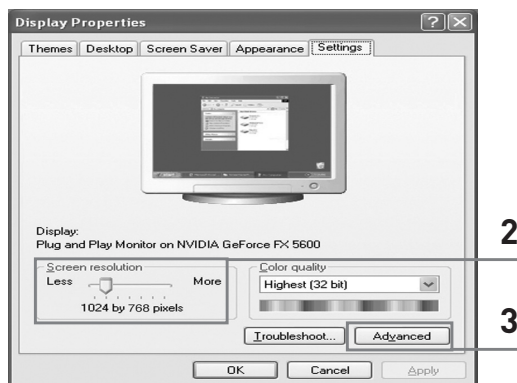 Display Properties
Themes Desktop Screen Saver Appearance Settings
Display:
Plug and Play Monitor on NVIDIA GeForce FX 5600
Screen resolution
Less More
1024 by 768 pixels
Color quality
Highest (32 bit)
2
Troubleshoot... Advanced
3
OK Cancel Apply